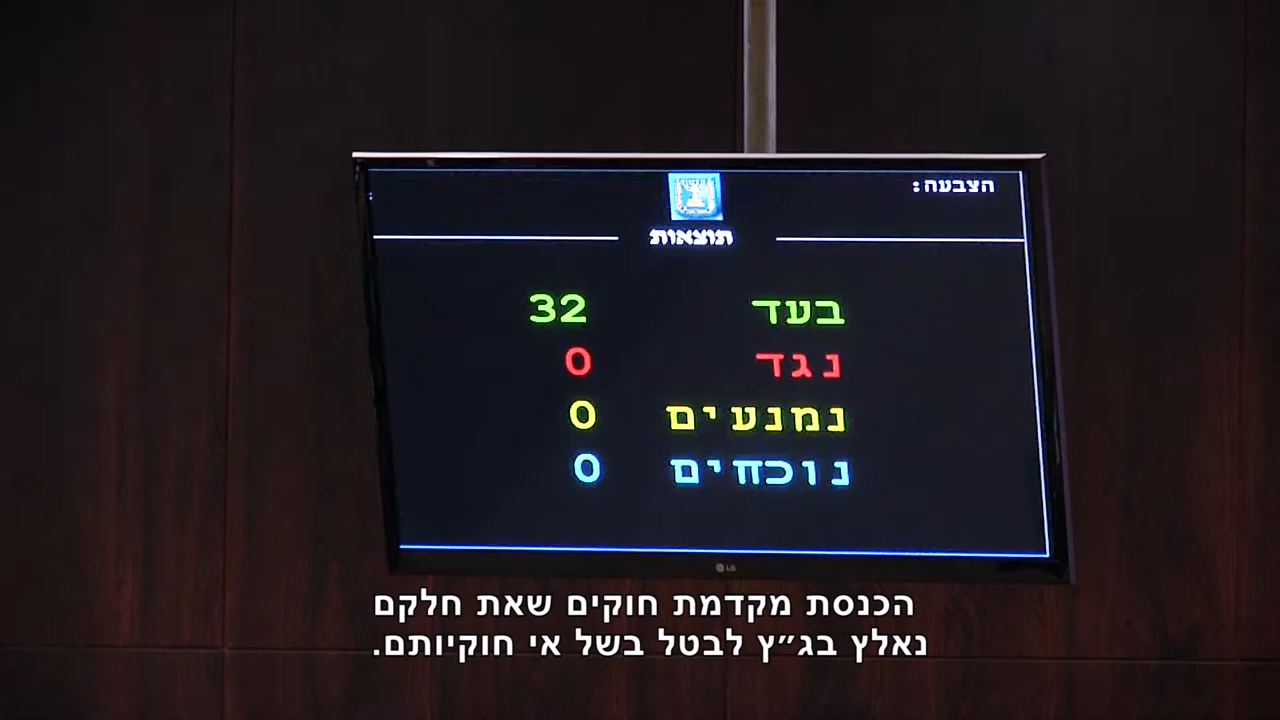 הצבעה:
תוצאות
בעד 32
נגד 0
נמנעים 0
נוכחים 0
LG
הכנסת מקדמת חוקים שאת חלקם
נאלץ בג״ץ לבטל בשל אי חוקיותם.